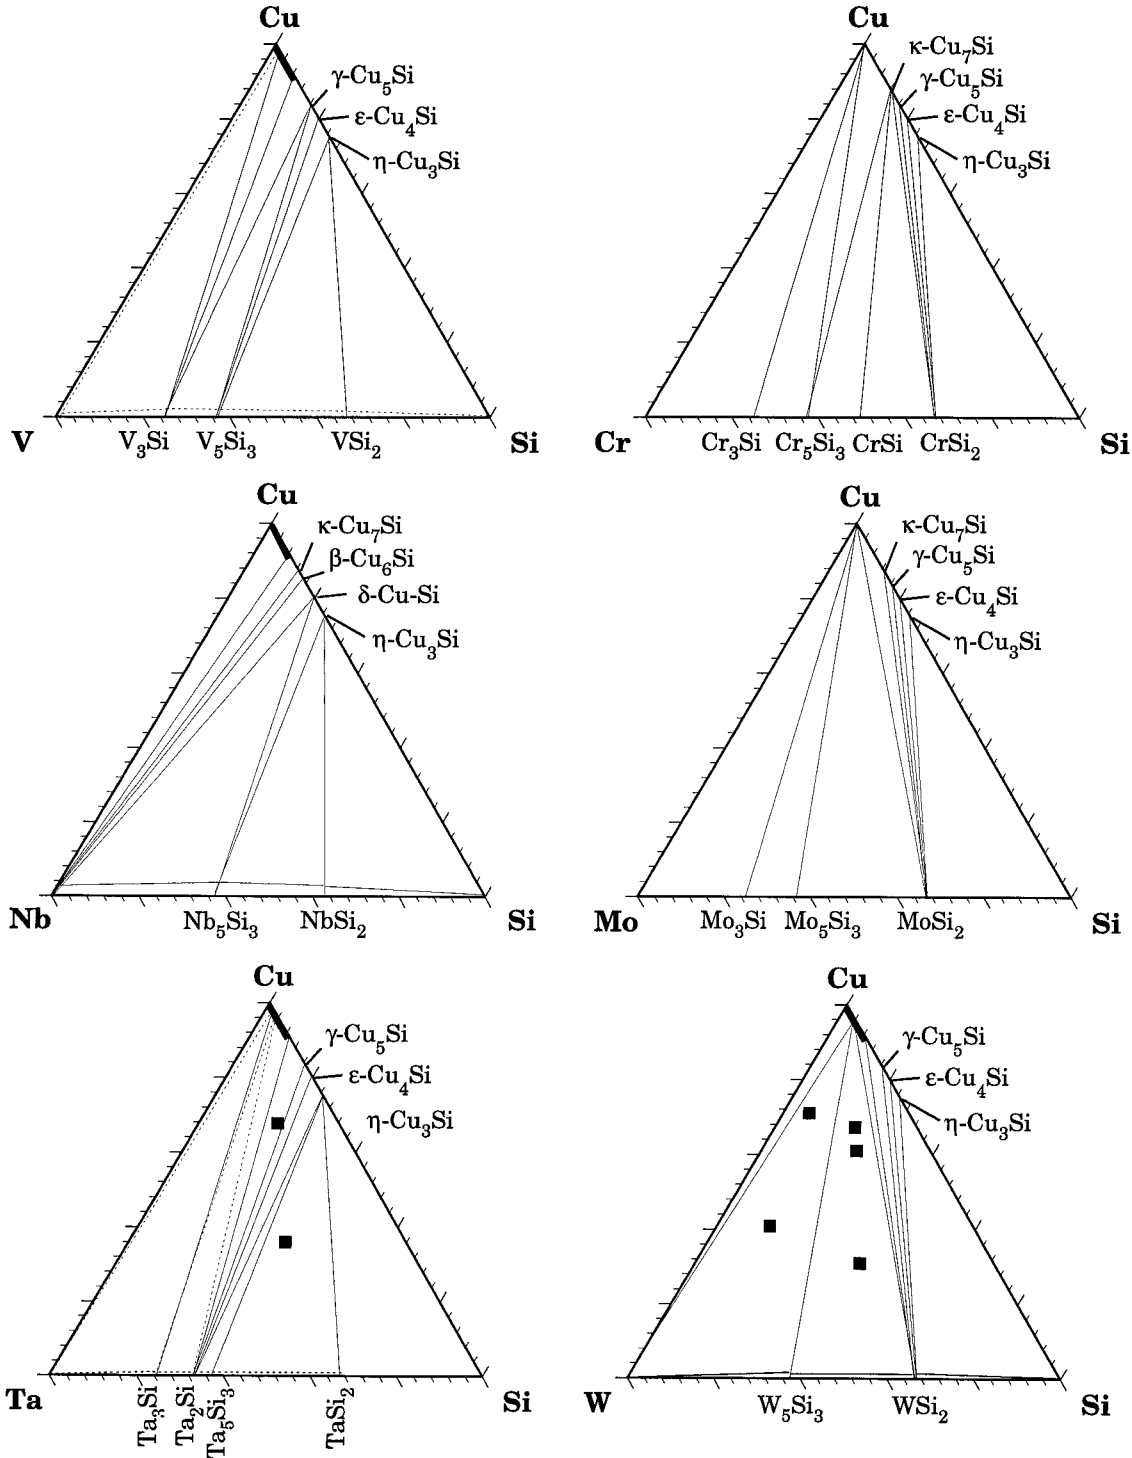 Cu
γ-Cu5Si
ε-Cu4Si
η-Cu3Si
V
V3Si
V5Si3
VSi2
Si
Cu
κ-Cu7Si
γ-Cu5Si
ε-Cu4Si
η-Cu3Si
Cr
Cr3Si
Cr5Si3
CrSi
CrSi2
Si
Cu
κ-Cu7Si
β-Cu6Si
δ-Cu-Si
η-Cu3Si
Nb
Nb5Si3
NbSi2
Si
Cu
κ-Cu7Si
γ-Cu5Si
ε-Cu4Si
η-Cu3Si
Mo
Mo3Si
Mo5Si3
MoSi2
Si
Cu
γ-Cu5Si
ε-Cu4Si
η-Cu3Si
Ta
Ta3Si
Ta2Si
Ta5Si3
TaSi2
Si
Cu
γ-Cu5Si
ε-Cu4Si
η-Cu3Si
W
W5Si3
WSi2
Si